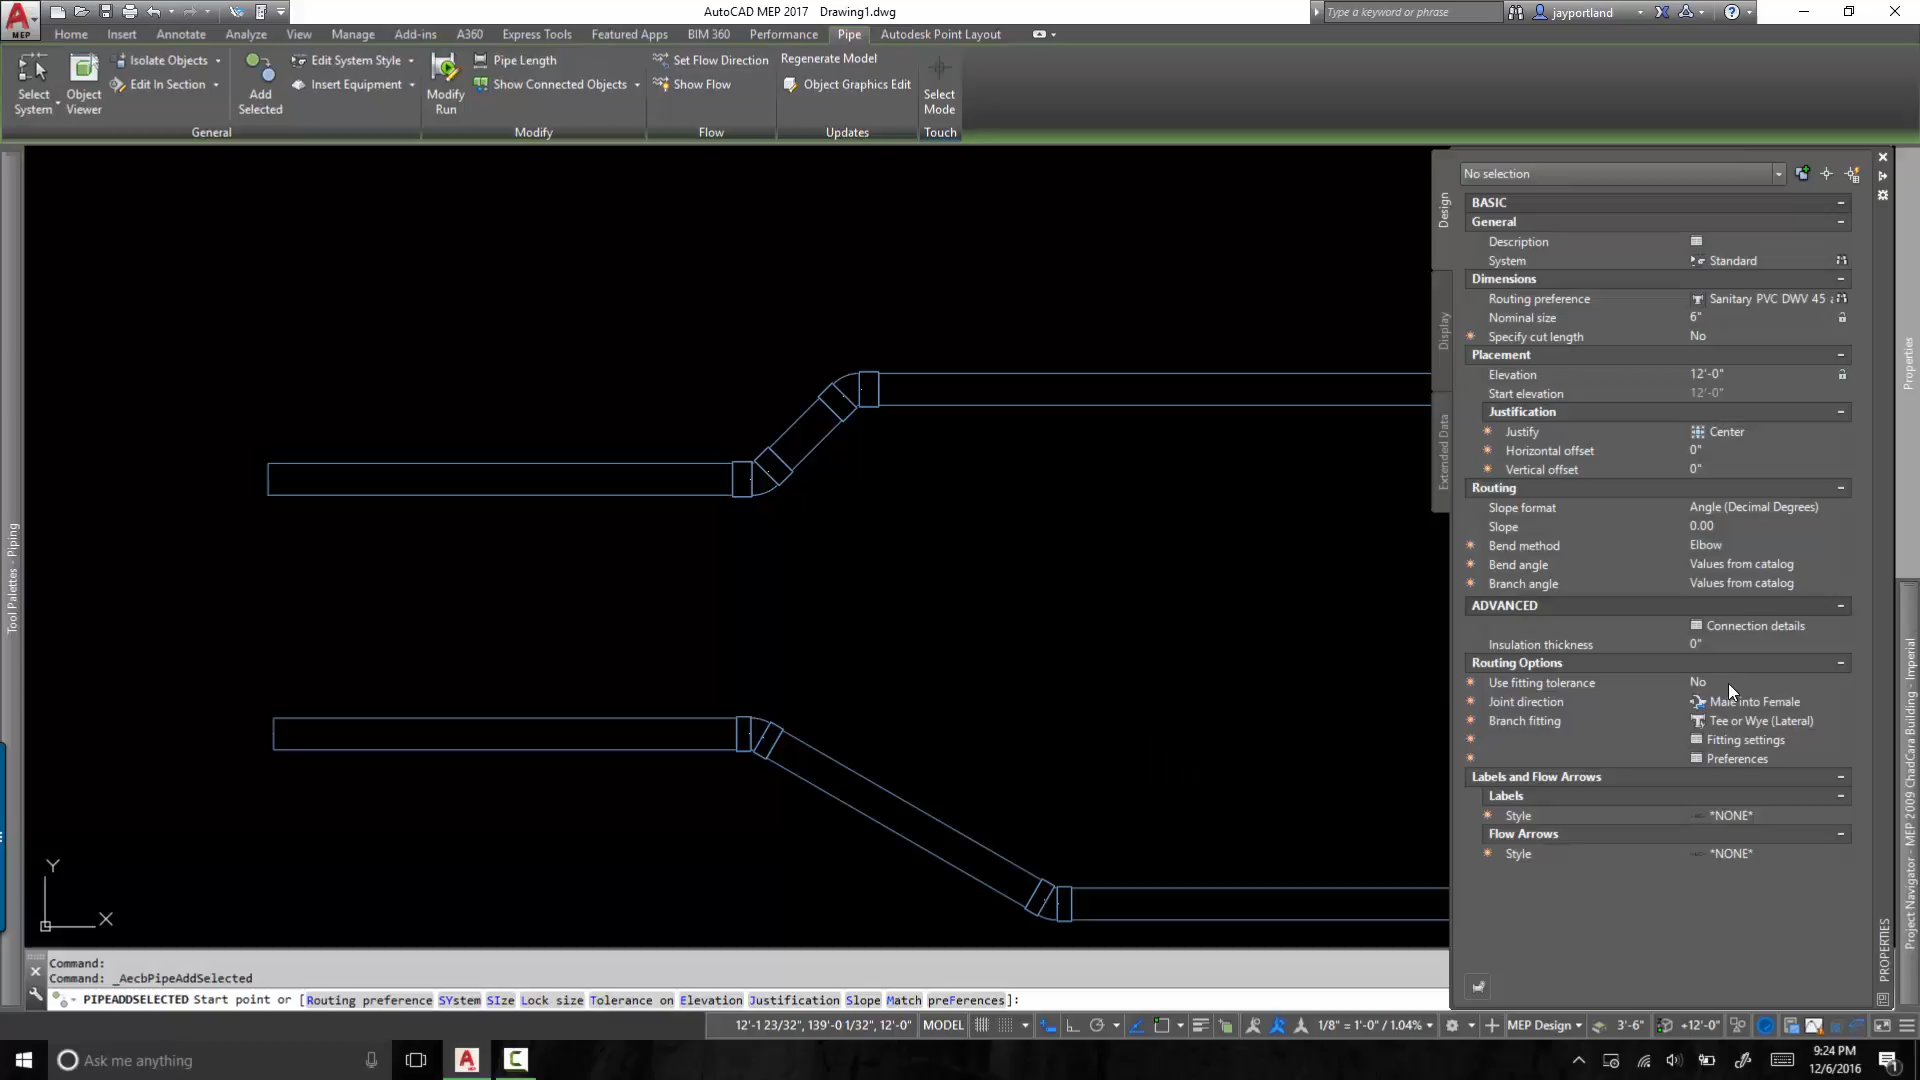 AutoCAD MEP 2017 Drawing1.dwg
Type a keyword or phrase
jayportland
MEP
Home Insert Annotate Analyze View Manage Add-ins A360 Express Tools Featured Apps BIM 360 Performance Pipe Autodesk Point Layout
Select System
Object Viewer
Isolate Objects
Edit In Section
Add Selected
Edit System Style
Insert Equipment
Modify Run
Pipe Length
Show Connected Objects
Set Flow Direction
Show Flow
Regenerate Model
Object Graphics Edit
Select Mode
General Modify Flow Updates Touch
Tool Palettes - Piping
Design
Display
Extended Data
No selection
BASIC
General
Description
System Standard
Dimensions
Routing preference Sanitary PVC DWV 45
Nominal size 6"
Specify cut length No
Placement
Elevation 12'-0"
Start elevation 12'-0"
Justification
Justify Center
Horizontal offset 0"
Vertical offset 0"
Routing
Slope format Angle (Decimal Degrees)
Slope 0.00
Bend method Elbow
Bend angle Values from catalog
Branch angle Values from catalog
ADVANCED
Connection details
Insulation thickness 0"
Routing Options
Use fitting tolerance No
Joint direction Male into Female
Branch fitting Tee or Wye (Lateral)
Fitting settings
Preferences
Labels and Flow Arrows
Labels
Style *NONE*
Flow Arrows
Style *NONE*
PROPERTIES
Properties
Project Navigator - MEP 2009 ChadCara Building - Imperial
Y
X
Command:
Command: _AecbPipeAddSelected
PIPEADDSELECTED Start point or [Routing preference SYstem SIze Lock size Tolerance on Elevation Justification Slope Match preFerences]:
12'-1 23/32", 139'-0 1/32", 12'-0" MODEL 1/8" = 1'-0" / 1.04% MEP Design 3'-6" +12'-0"
Ask me anything
9:24 PM
12/6/2016
1